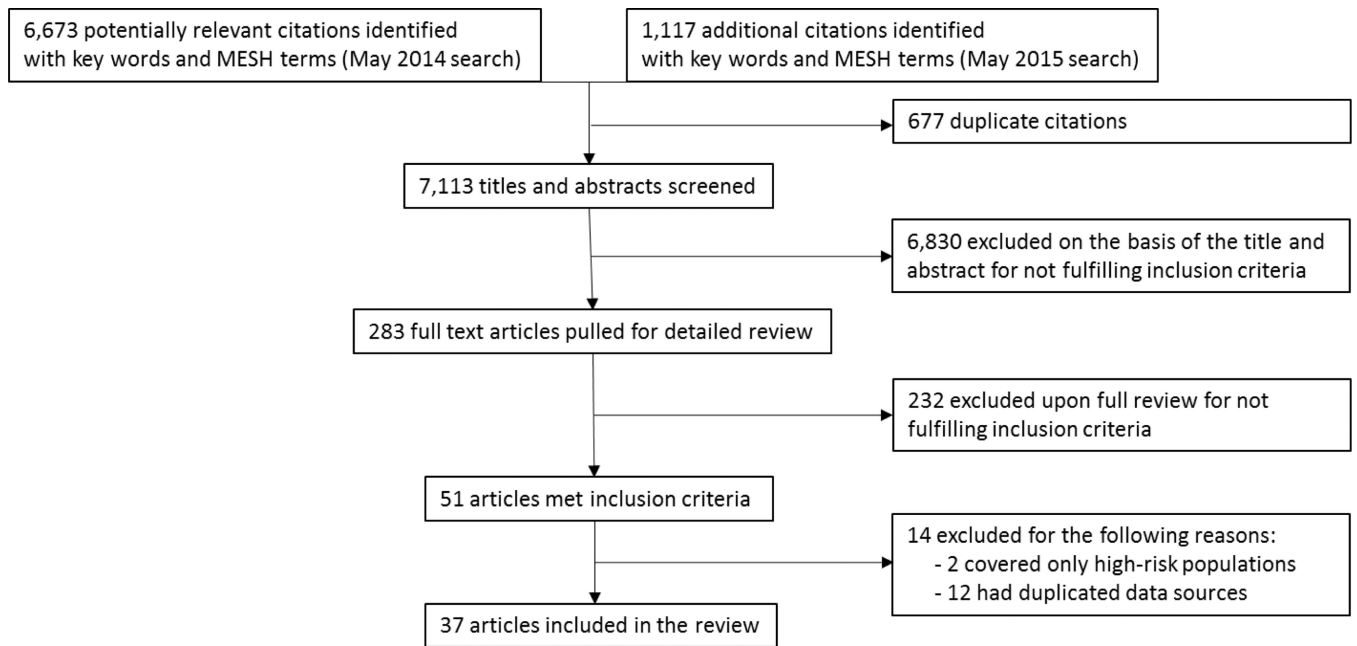 6,673 potentially relevant citations identified
with key words and MESH terms (May 2014 search)
1,117 additional citations identified
with key words and MESH terms (May 2015 search)
677 duplicate citations
7,113 titles and abstracts screened
6,830 excluded on the basis of the title and
abstract for not fulfilling inclusion criteria
283 full text articles pulled for detailed review
232 excluded upon full review for not
fulfilling inclusion criteria
51 articles met inclusion criteria
14 excluded for the following reasons:
- 2 covered only high-risk populations
- 12 had duplicated data sources
37 articles included in the review